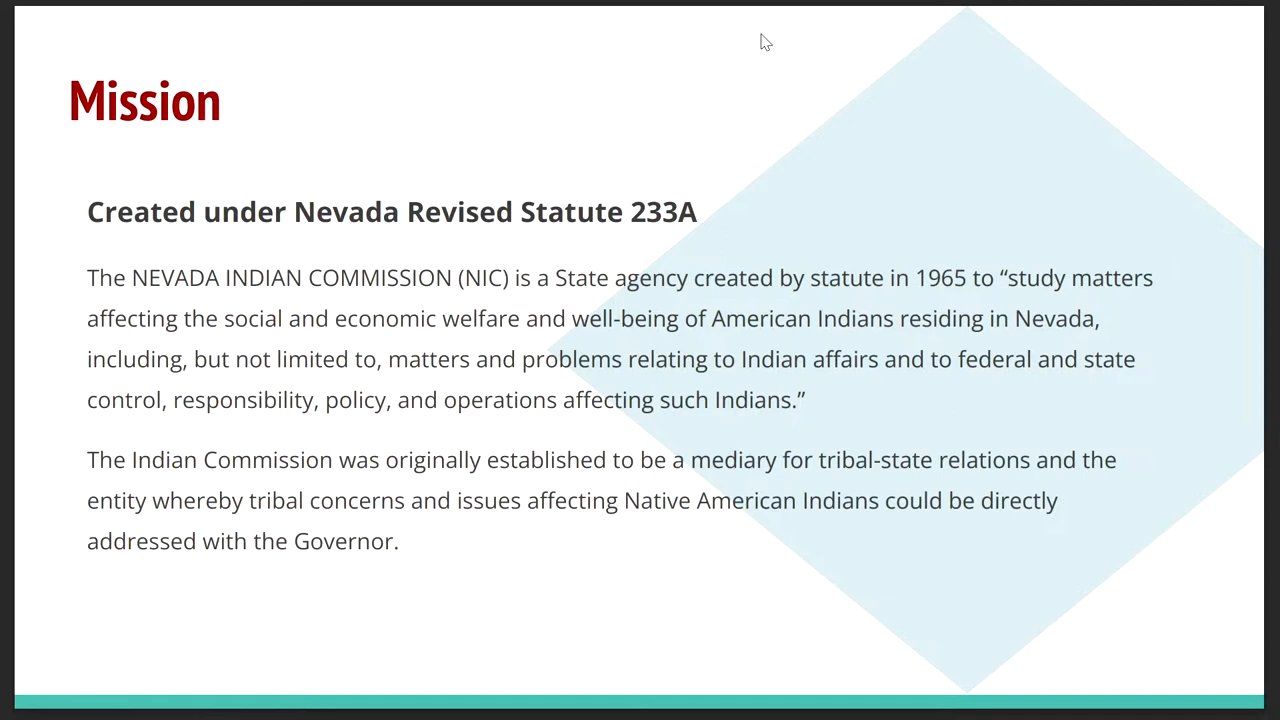 Mission
Created under Nevada Revised Statute 233A
The NEVADA INDIAN COMMISSION (NIC) is a State agency created by statute in 1965 to “study matters
affecting the social and economic welfare and well-being of American Indians residing in Nevada,
including, but not limited to, matters and problems relating to Indian affairs and to federal and state
control, responsibility, policy, and operations affecting such Indians.”
The Indian Commission was originally established to be a mediary for tribal-state relations and the
entity whereby tribal concerns and issues affecting Native American Indians could be directly
addressed with the Governor.